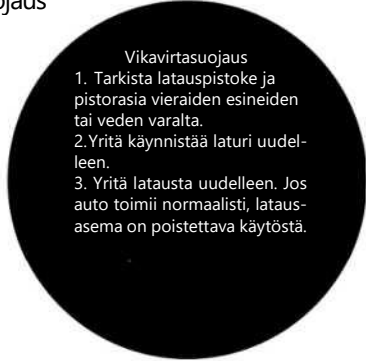 Vikavirtasuojaus
1. Tarkista latauspistoke ja
pistorasia vieraiden esineiden
tai veden varalta.
2.Yritä käynnistää laturi uudel-
leen.
3. Yritä latausta uudelleen. Jos
auto toimii normaalisti, lataus-
asema on poistettava käytöstä.